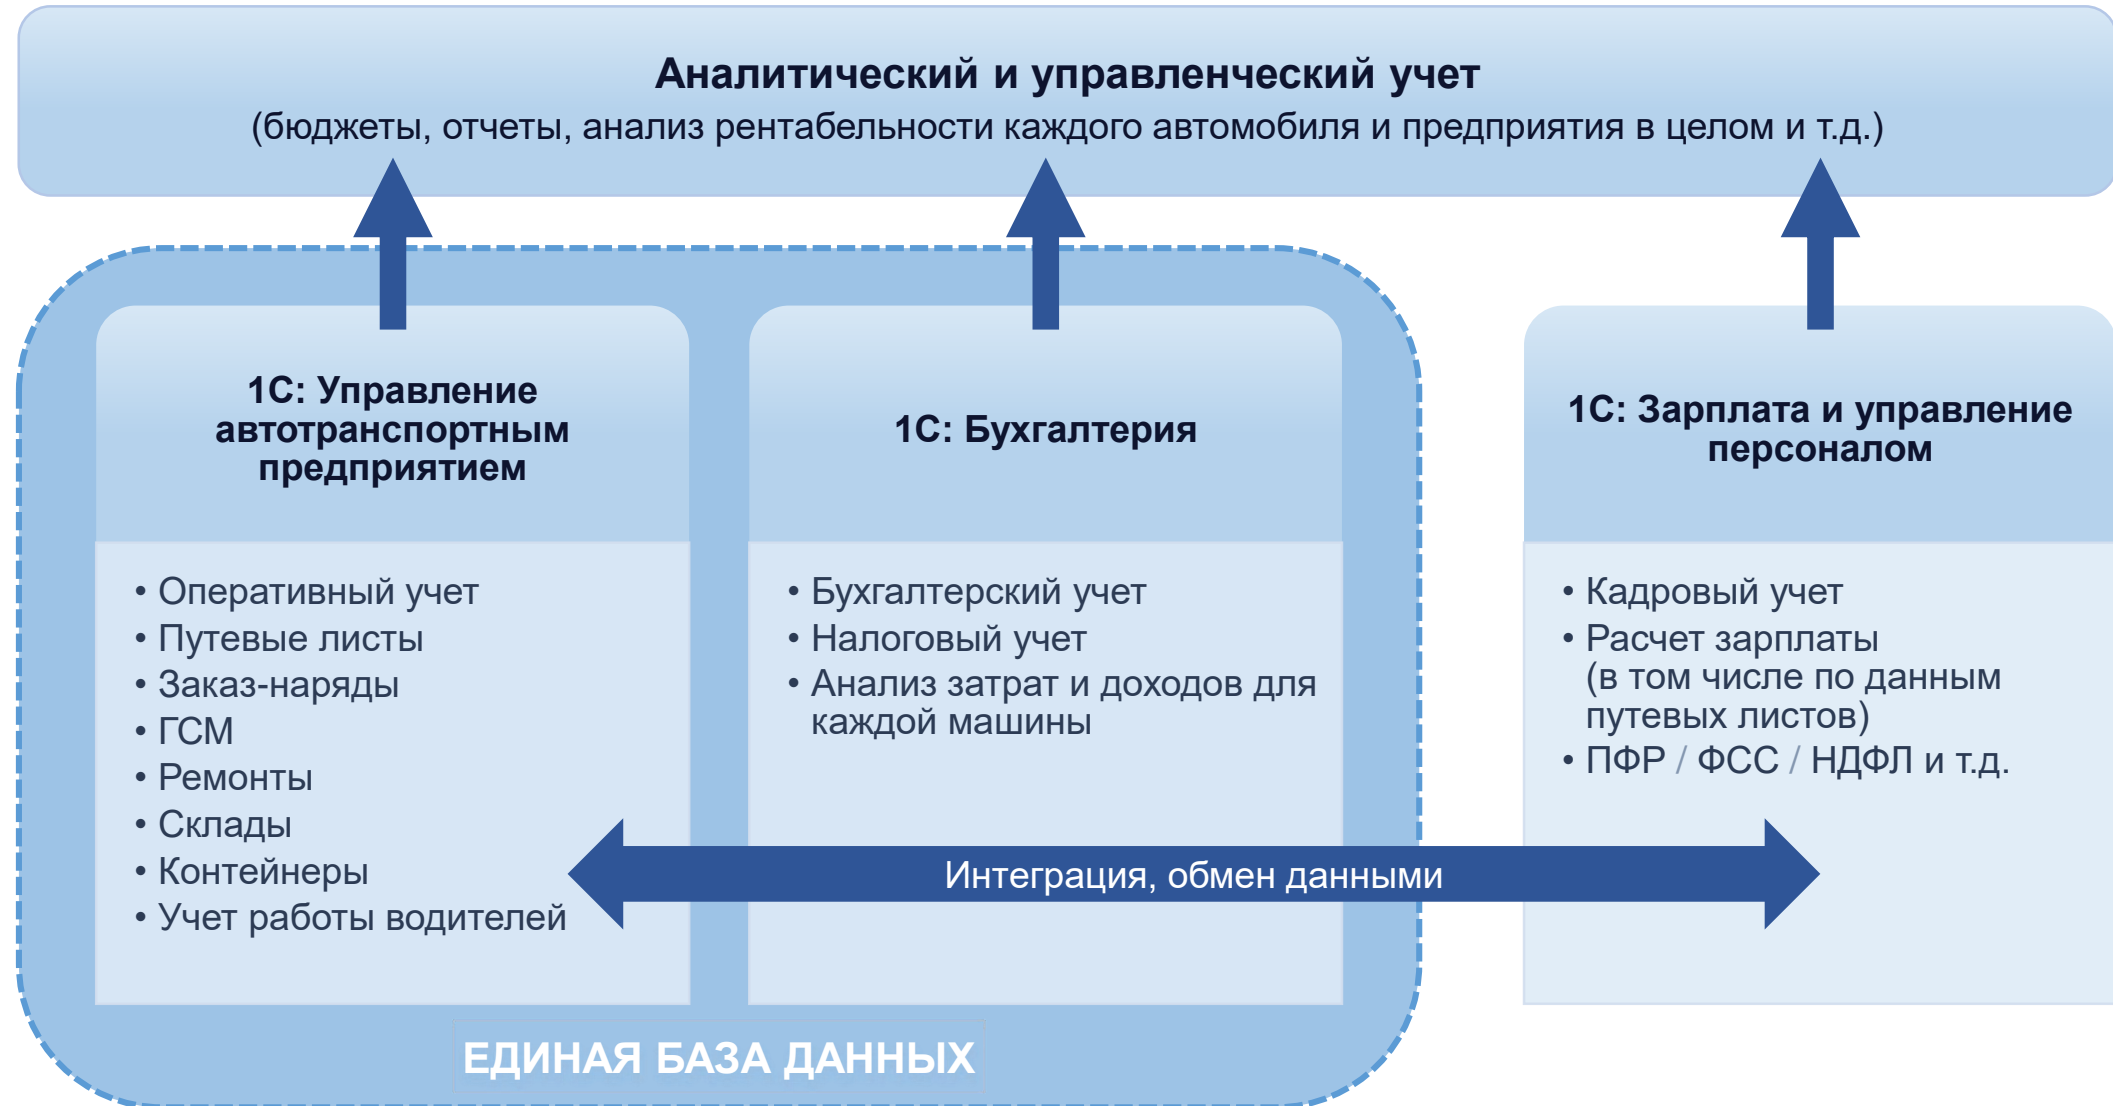 Аналитический и управленческий учет
(бюджеты, отчеты, анализ рентабельности каждого автомобиля и предприятия в целом и т.д.)
1С: Управление
автотранспортным
предприятием
• Оперативный учет
• Путевые листы
• Заказ-наряды
• ГСМ
• Ремонты
• Склады
• Контейнеры
• Учет работы водителей
1С: Бухгалтерия
• Бухгалтерский учет
• Налоговый учет
• Анализ затрат и доходов для
каждой машины
1С: Зарплата и управление
персоналом
• Кадровый учет
• Расчет зарплаты
(в том числе по данным
путевых листов)
• ПФР / ФСС / НДФЛ и т.д.
Интеграция, обмен данными
ЕДИНАЯ БАЗА ДАННЫХ